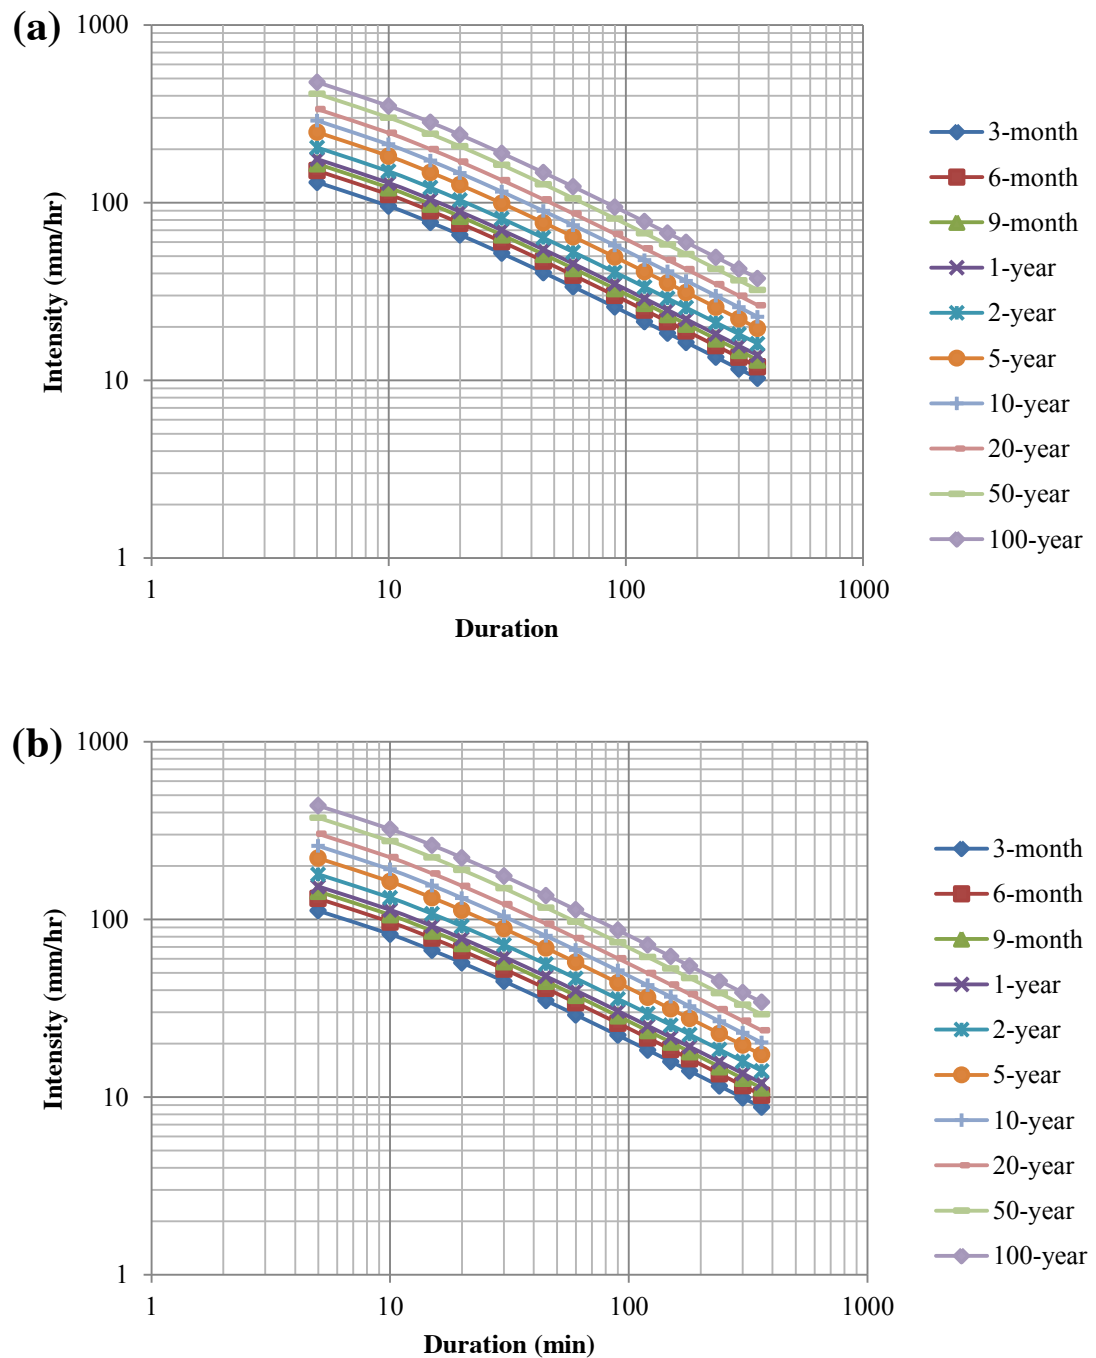 (a)
1000
100
10
1
1 10 100 1000
Intensity (mm/hr)
Duration
3-month
6-month
9-month
1-year
2-year
5-year
10-year
20-year
50-year
100-year
(b)
1000
100
10
1
1 10 100 1000
Intensity (mm/hr)
Duration (min)
3-month
6-month
9-month
1-year
2-year
5-year
10-year
20-year
50-year
100-year